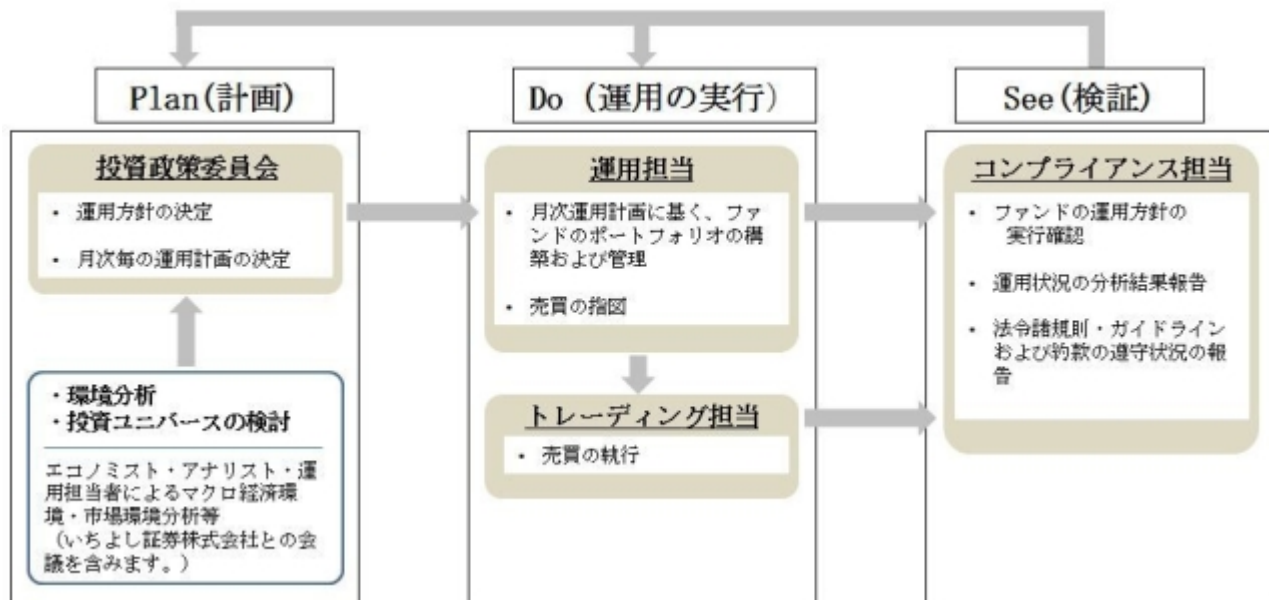 Plan(計画)
投資政策委員会
・ 運用方針の決定
・ 月次毎の運用計画の決定
・環境分析
・投資ユニバースの検討
エコノミスト・アナリスト・運
用担当者によるマクロ経済環
境・市場環境分析等
（いちよし証券株式会社との会
議を含みます。）
Do (運用の実行)
運用担当
・ 月次運用計画に基く、ファ
ンドのポートフォリオの構
築および管理
・ 売買の指図
トレーディング担当
・ 売買の執行
See(検証)
コンプライアンス担当
・ ファンドの運用方針の
実行確認
・ 運用状況の分析結果報告
・ 法令諸規則・ガイドライン
および約款の遵守状況の報
告